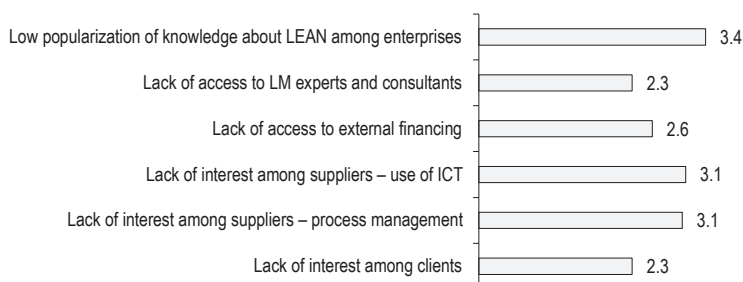 Low popularization of knowledge about LEAN among enterprises 3.4
Lack of access to LM experts and consultants 2.3
Lack of access to external financing 2.6
Lack of interest among suppliers – use of ICT 3.1
Lack of interest among suppliers – process management 3.1
Lack of interest among clients 2.3